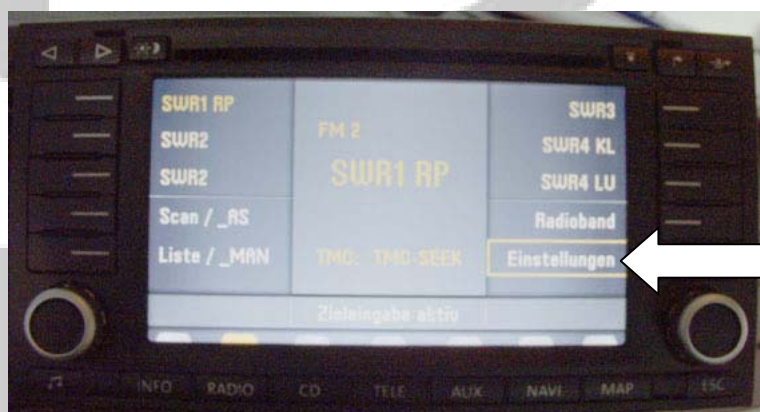 SWR1 RP
SWR2
SWR2
Scan / _AS
Liste / _MAN
FM 2
SWR1 RP
TMC: TMC-SEEK
SWR3
SWR4 KL
SWR4 LU
Radioband
Einstellungen
Zieleingabe aktiv
INFO RADIO CD TELE AUX NAVI MAP ESC